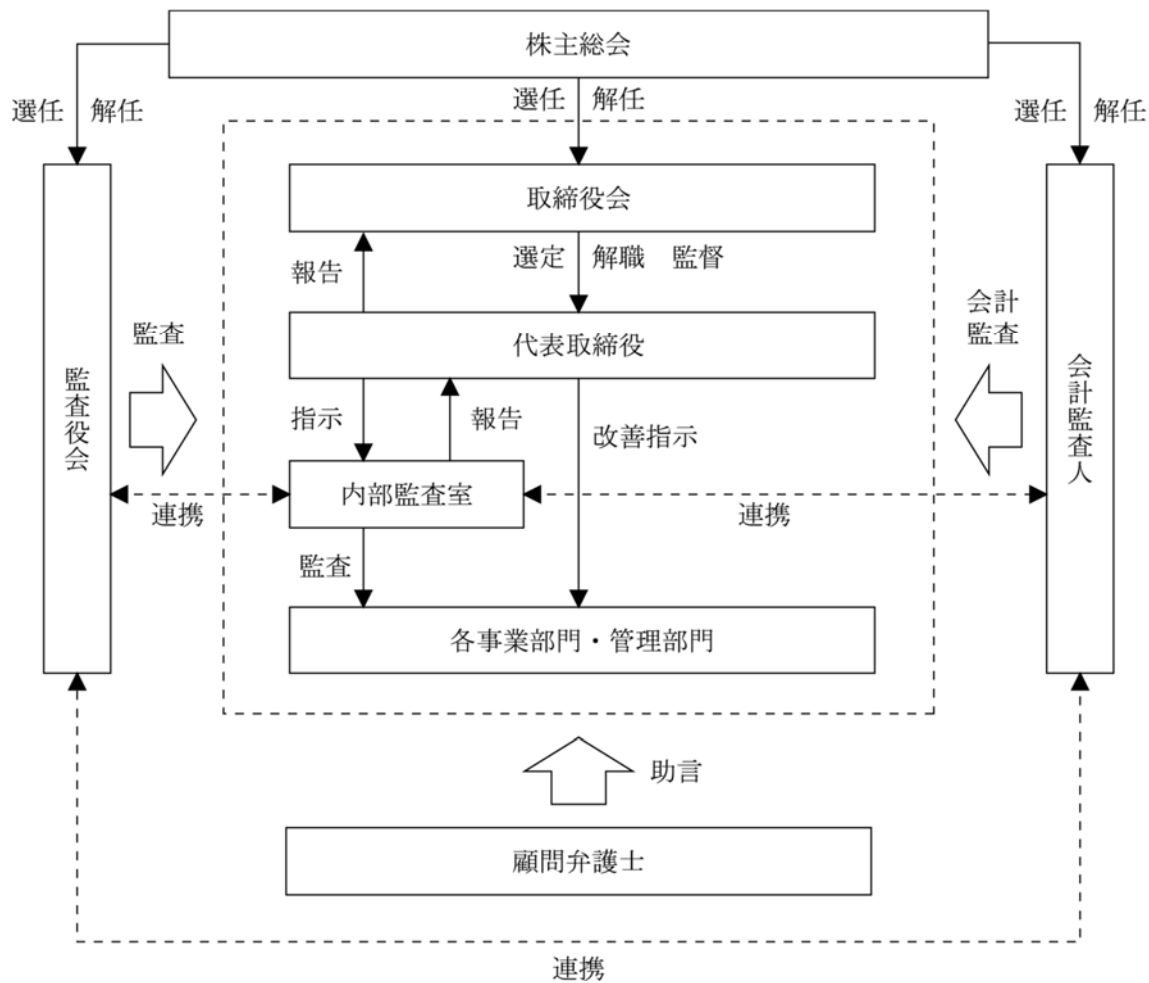 株主総会
選任 解任
選任 解任
選任 解任
取締役会
報告
選定 解職 監督
代表取締役
監査
会計
監査
監査役会
会計監査人
指示
報告
改善指示
内部監査室
連携
連携
監査
各事業部門・管理部門
助言
顧問弁護士
連携